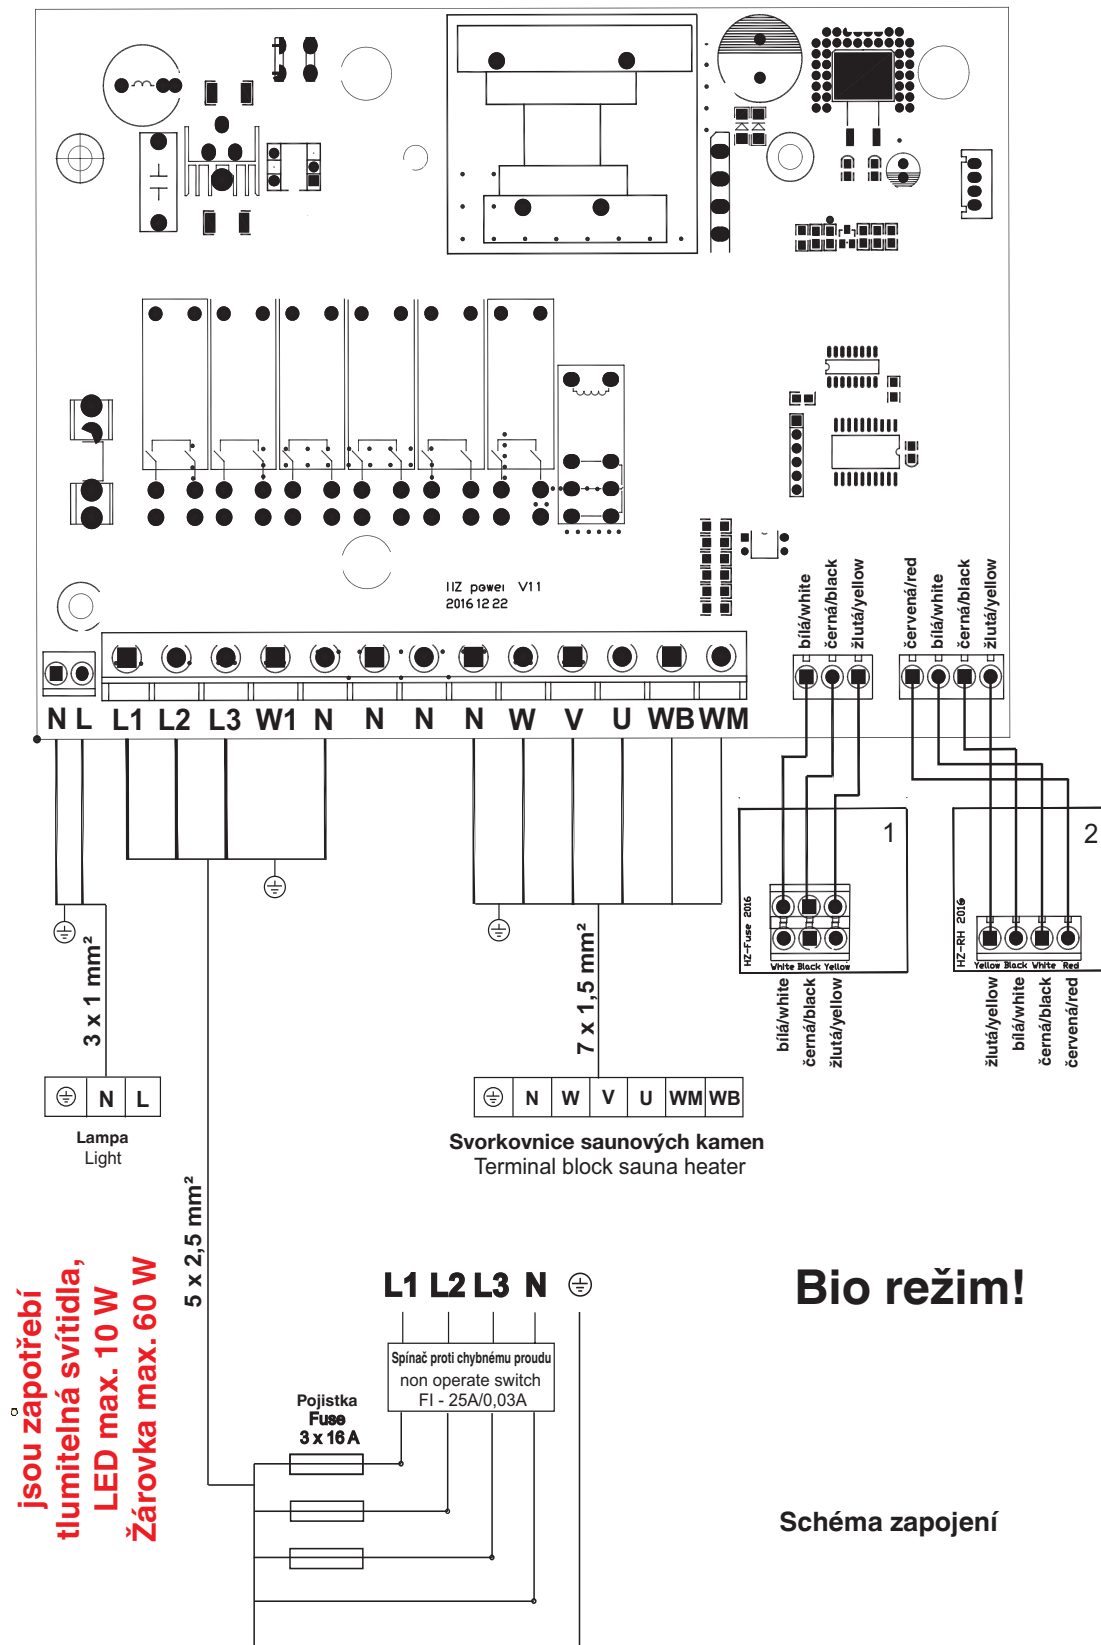 IIZ power V11
2016 12 22
bílá/white
černá/black
žlutá/yellow
červená/red
bílá/white
černá/black
žlutá/yellow
N L L1 L2 L3 W1 N N N N W V U WB WM
1
2
HZ-Fuse 2016
White Black Yellow
HZ-RH 2016
Yellow Black White Red
bílá/white
černá/black
žlutá/yellow
žlutá/yellow
bílá/white
černá/black
červená/red
3 x 1 mm²
7 x 1,5 mm²
N L
Lampa
Light
N W V U WM WB
Svorkovnice saunových kamen
Terminal block sauna heater
5 x 2,5 mm²
jsou zapotřebí
tlumitelná svítidla,
LED max. 10 W
Žárovka max. 60 W
L1 L2 L3 N
Spínač proti chybnému proudu
non operate switch
FI - 25A/0,03A
Pojistka
Fuse
3 x 16 A
Bio režim!
Schéma zapojení